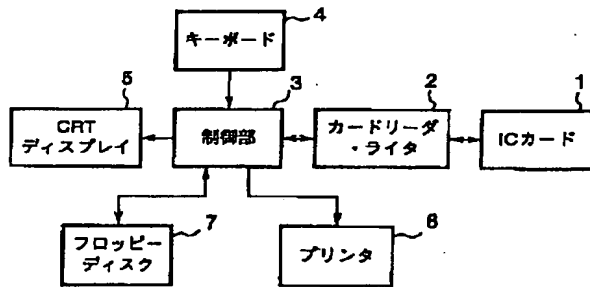 4
キーボード
5
CRT
ディスプレイ
3
制御部
2
カードリーダ
・ライタ
1
ICカード
7
フロッピー
ディスク
6
プリンタ